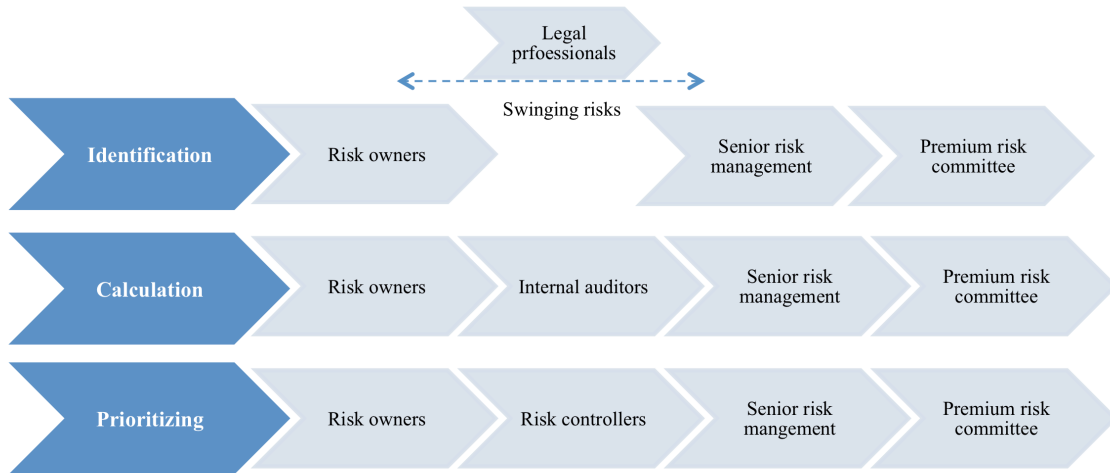 Legal
prfoessionals
Swinging risks
Identification
Risk owners
Senior risk
management
Premium risk
committee
Calculation
Risk owners
Internal auditors
Senior risk
management
Premium risk
committee
Prioritizing
Risk owners
Risk controllers
Senior risk
mangement
Premium risk
committee